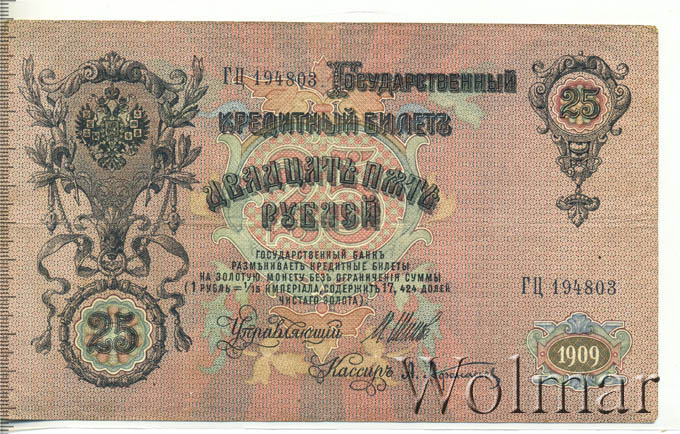 ГЦ 194803 Государственный
25
Кредитный Билетъ
Двадцать пять
Рублей
25
Государственный банкъ
размѣниваетъ кредитные билеты
на золотую монету безъ ограниченія суммы
(1 рубль = 1/15 имперіала, содержитъ 17,424 долей
чистаго золота)
ГЦ 194803
25
Управляющій
Кассиръ
1909
Wolmar